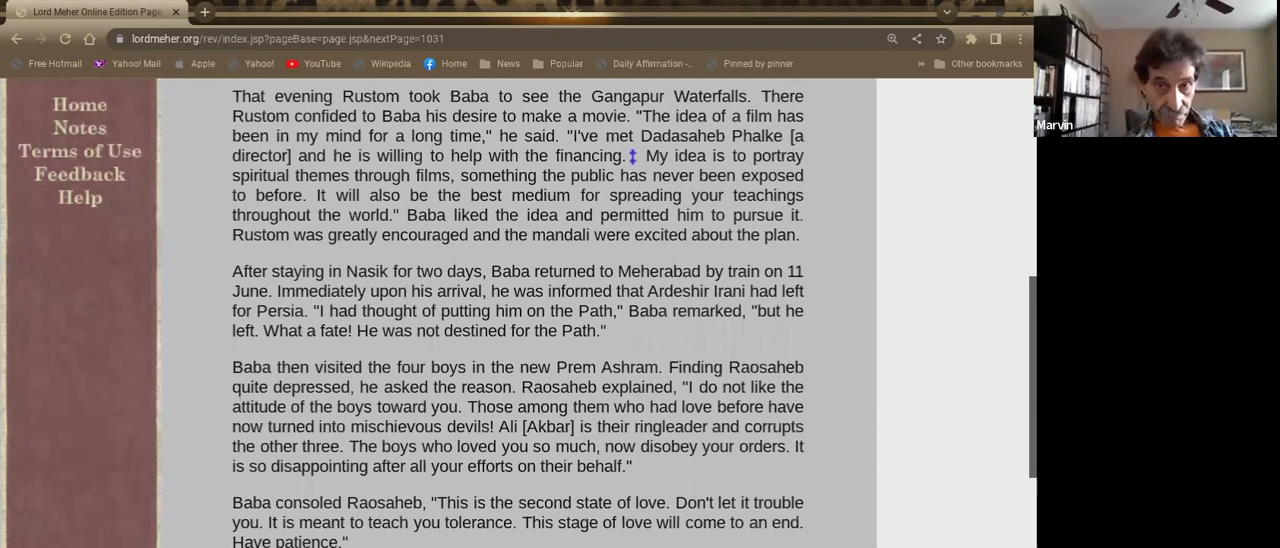 Lord Meher Online Edition Page
lordmeher.org/rev/index.jsp?pageBase=page.jsp&nextPage=1031
Free Hotmail Yahoo! Mail Apple Yahoo! YouTube Wikipedia Home News Popular Daily Affirmation -... Pinned by pinner » Other bookmarks
Home
Notes
Terms of Use
Feedback
Help
That evening Rustom took Baba to see the Gangapur Waterfalls. There
Rustom confided to Baba his desire to make a movie. "The idea of a film has
been in my mind for a long time," he said. "I've met Dadasaheb Phalke [a
director] and he is willing to help with the financing.‡ My idea is to portray
spiritual themes through films, something the public has never been exposed
to before. It will also be the best medium for spreading your teachings
throughout the world." Baba liked the idea and permitted him to pursue it.
Rustom was greatly encouraged and the mandali were excited about the plan.
After staying in Nasik for two days, Baba returned to Meherabad by train on 11
June. Immediately upon his arrival, he was informed that Ardeshir Irani had left
for Persia. "I had thought of putting him on the Path," Baba remarked, "but he
left. What a fate! He was not destined for the Path."
Baba then visited the four boys in the new Prem Ashram. Finding Raosaheb
quite depressed, he asked the reason. Raosaheb explained, "I do not like the
attitude of the boys toward you. Those among them who had love before have
now turned into mischievous devils! Ali [Akbar] is their ringleader and corrupts
the other three. The boys who loved you so much, now disobey your orders. It
is so disappointing after all your efforts on their behalf."
Baba consoled Raosaheb, "This is the second state of love. Don't let it trouble
you. It is meant to teach you tolerance. This stage of love will come to an end.
Have patience."
Marvin